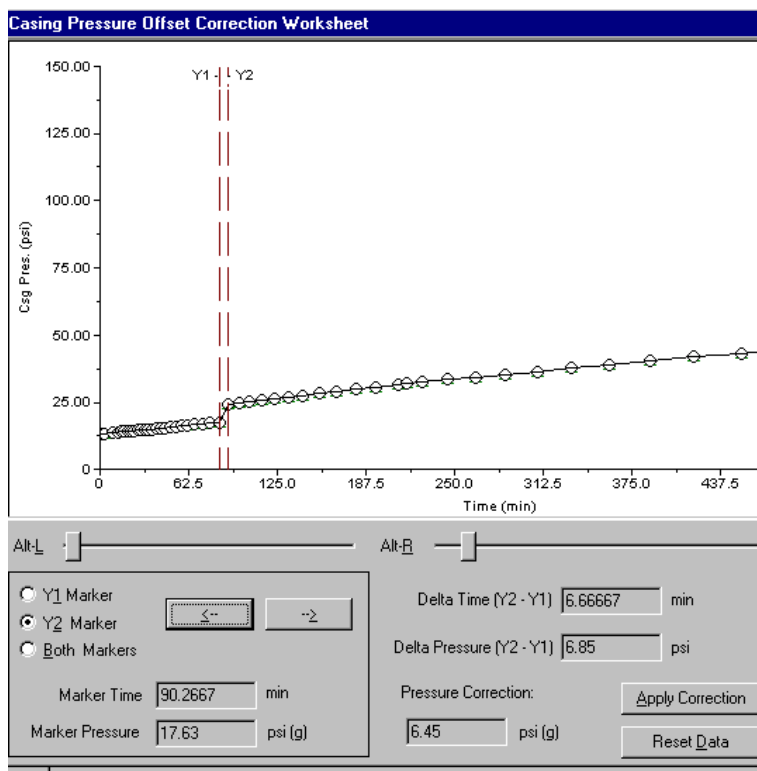 Casing Pressure Offset Correction Worksheet
150.00
Y1 - - Y2
125.00
100.00
Csg Pres. (psi)
75.00
50.00
25.00
0
0 62.5 125.0 187.5 250.0 312.5 375.0 437.5
Time (min)
Alt-L Alt-R
Y1 Marker
Y2 Marker
Both Markers
<-- -->
Marker Time 90.2667 min
Marker Pressure 17.63 psi (g)
Delta Time (Y2 - Y1) 6.66667 min
Delta Pressure (Y2 - Y1) 6.85 psi
Pressure Correction:
6.45 psi (g)
Apply Correction
Reset Data